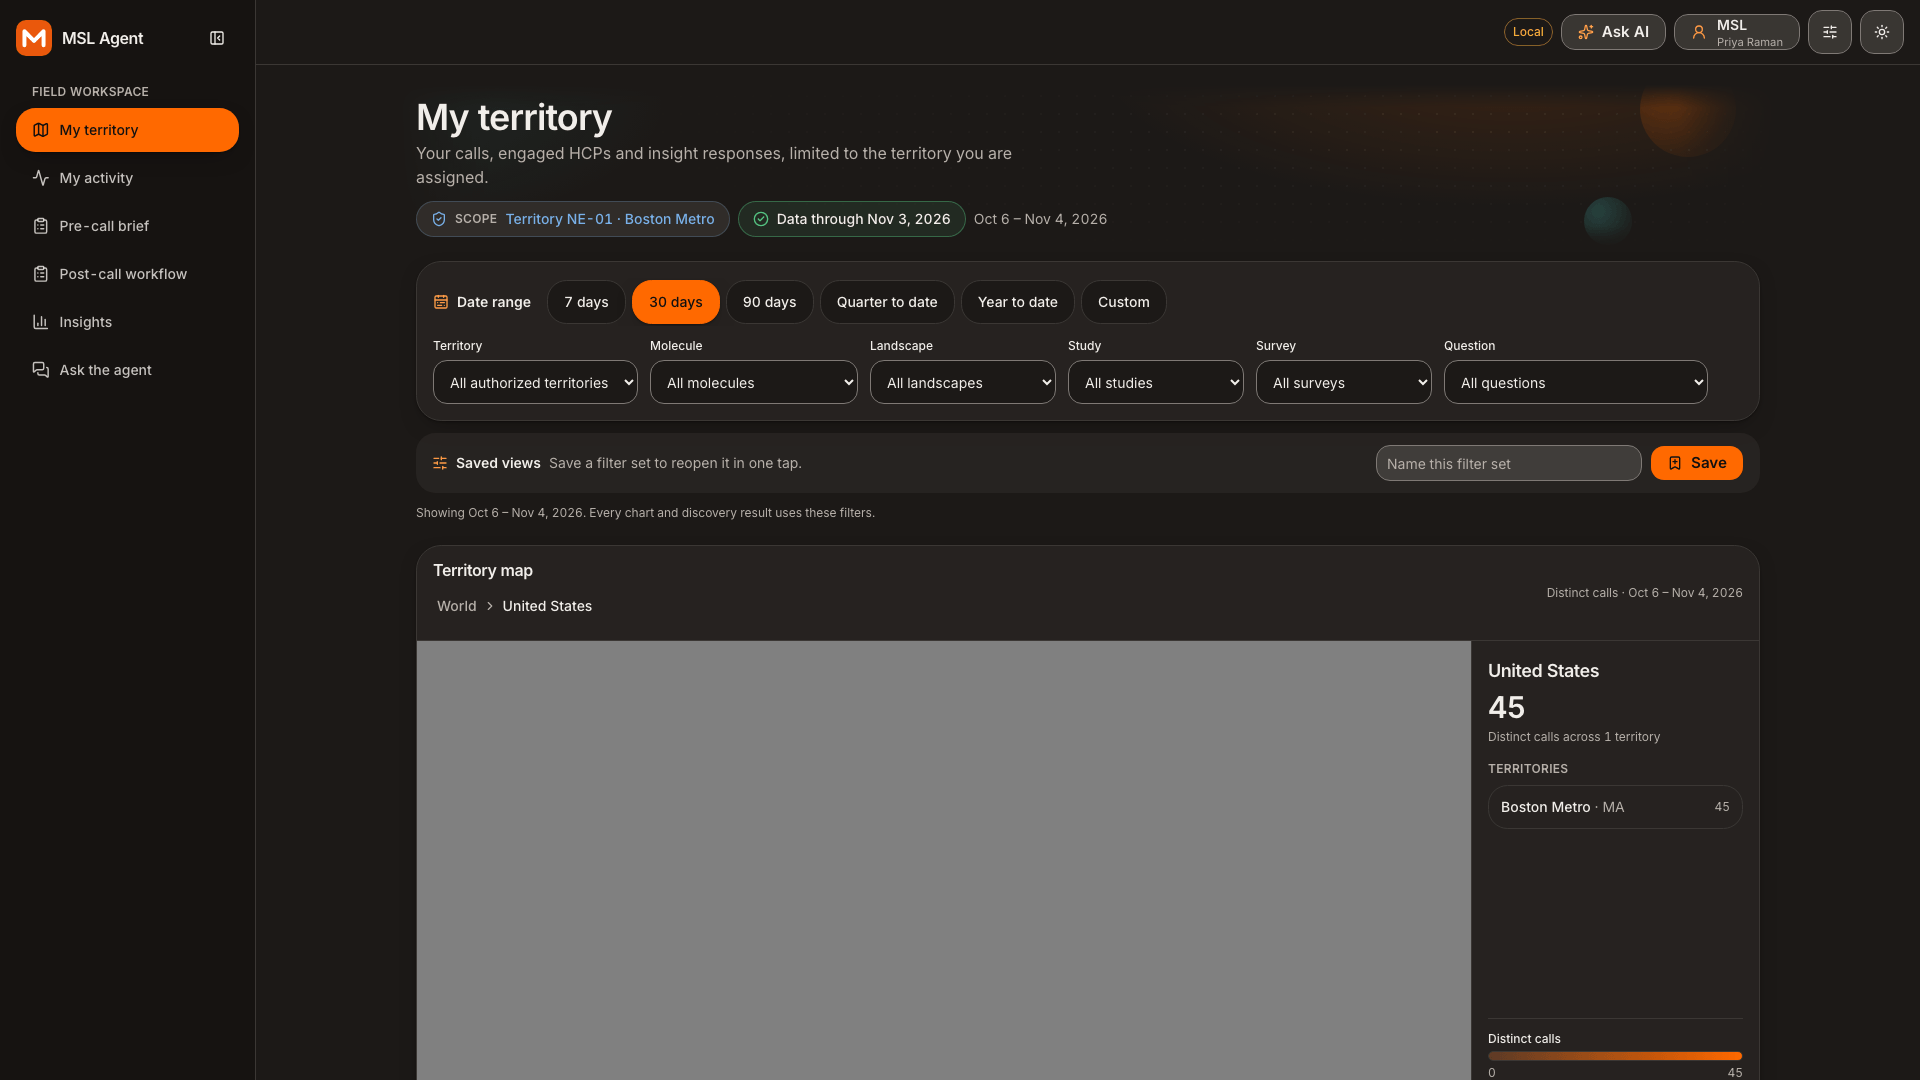 MSL Agent
Local
Ask AI
MSL
Priya Raman
FIELD WORKSPACE
My territory
My activity
Pre-call brief
Post-call workflow
Insights
Ask the agent
My territory
Your calls, engaged HCPs and insight responses, limited to the territory you are
assigned.
SCOPE Territory NE-01 · Boston Metro
Data through Nov 3, 2026
Oct 6 – Nov 4, 2026
Date range
7 days
30 days
90 days
Quarter to date
Year to date
Custom
Territory
Molecule
Landscape
Study
Survey
Question
All authorized territories
All molecules
All landscapes
All studies
All surveys
All questions
Saved views Save a filter set to reopen it in one tap.
Name this filter set
Save
Showing Oct 6 – Nov 4, 2026. Every chart and discovery result uses these filters.
Territory map
World > United States
Distinct calls · Oct 6 – Nov 4, 2026
United States
45
Distinct calls across 1 territory
TERRITORIES
Boston Metro · MA 45
Distinct calls
0 45